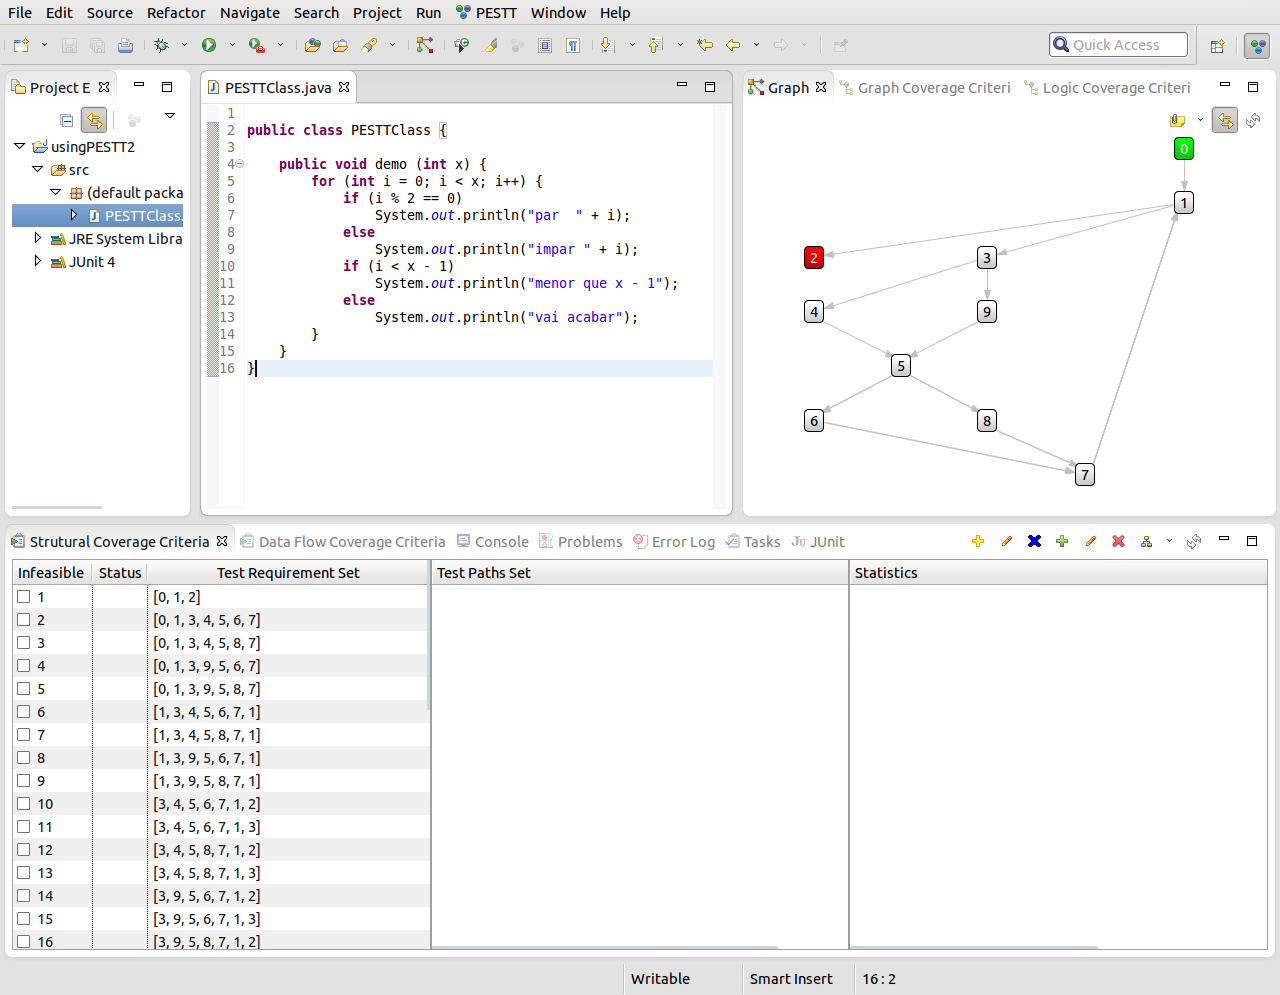 File Edit Source Refactor Navigate Search Project Run PESTT Window Help
Quick Access
Project E
usingPESTT2
src
(default packa
PESTTClass.
JRE System Libra
JUnit 4
PESTTClass.java
1
2 public class PESTTClass {
3
4 public void demo (int x) {
5 for (int i = 0; i < x; i++) {
6 if (i % 2 == 0)
7 System.out.println("par  " + i);
8 else
9 System.out.println("impar " + i);
10 if (i < x - 1)
11 System.out.println("menor que x - 1");
12 else
13 System.out.println("vai acabar");
14 }
15 }
16 }
Graph Graph Coverage Criteri Logic Coverage Criteri
0
1
2 3
4 9
5
6 8
7
Strutural Coverage Criteria Data Flow Coverage Criteria Console Problems Error Log Tasks JUnit
Infeasible Status Test Requirement Set Test Paths Set Statistics
1 [0, 1, 2]
2 [0, 1, 3, 4, 5, 6, 7]
3 [0, 1, 3, 4, 5, 8, 7]
4 [0, 1, 3, 9, 5, 6, 7]
5 [0, 1, 3, 9, 5, 8, 7]
6 [1, 3, 4, 5, 6, 7, 1]
7 [1, 3, 4, 5, 8, 7, 1]
8 [1, 3, 9, 5, 6, 7, 1]
9 [1, 3, 9, 5, 8, 7, 1]
10 [3, 4, 5, 6, 7, 1, 2]
11 [3, 4, 5, 6, 7, 1, 3]
12 [3, 4, 5, 8, 7, 1, 2]
13 [3, 4, 5, 8, 7, 1, 3]
14 [3, 9, 5, 6, 7, 1, 2]
15 [3, 9, 5, 6, 7, 1, 3]
16 [3, 9, 5, 8, 7, 1, 2]
Writable Smart Insert 16 : 2